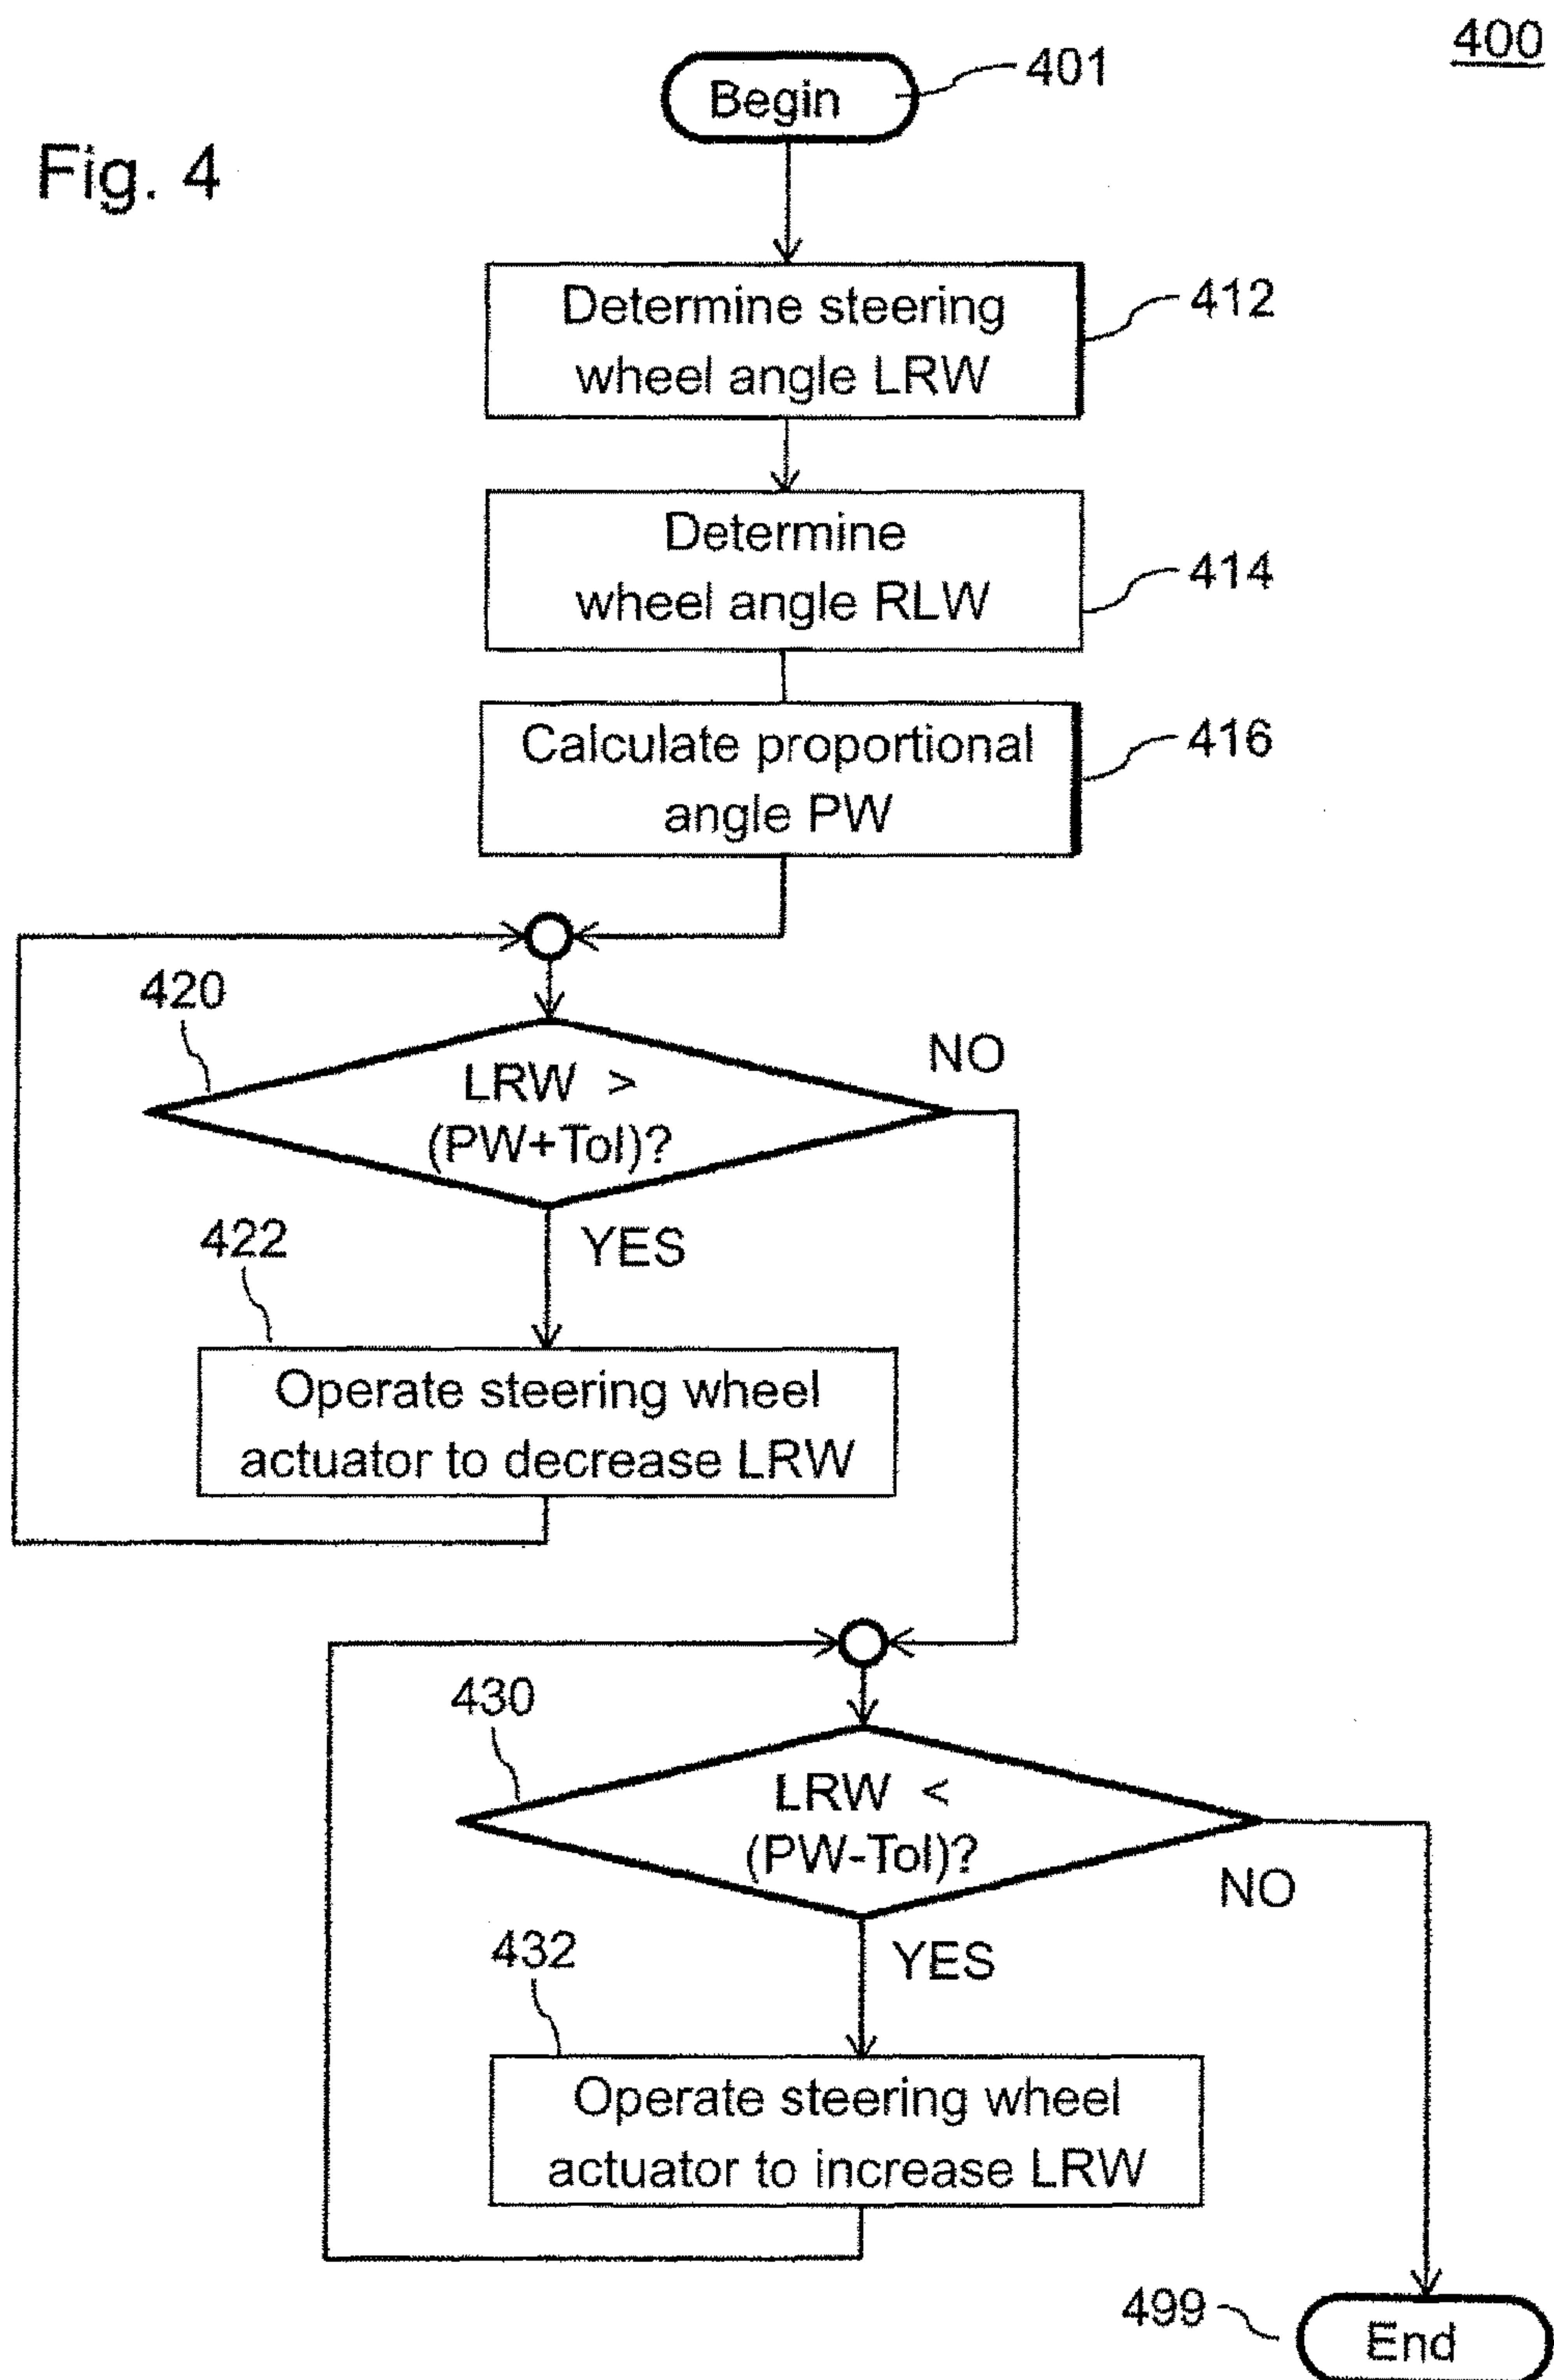 400
Begin
401
Fig. 4
Determine steering
wheel angle LRW
412
Determine
wheel angle RLW
414
Calculate proportional
angle PW
416
420
LRW >
(PW+Tol)?
NO
YES
422
Operate steering wheel
actuator to decrease LRW
430
LRW <
(PW-Tol)?
NO
YES
432
Operate steering wheel
actuator to increase LRW
499
End